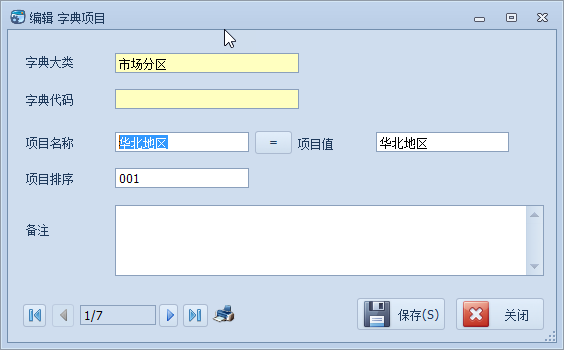 编辑 字典项目
字典大类 市场分区
字典代码
项目名称 华北地区 = 项目值 华北地区
项目排序 001
备注
1/7 保存(S) 关闭